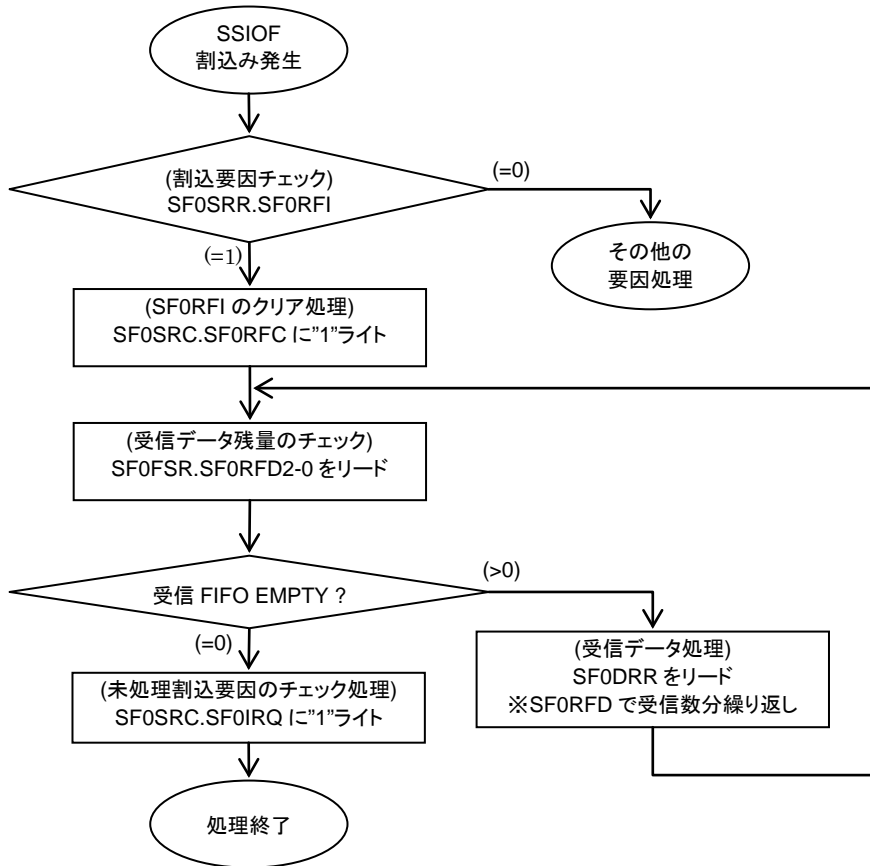 SSIOF
割込み発生
(=0)
(割込要因チェック)
SF0SRR.SF0RFI
その他の
要因処理
(=1)
(SF0RFI のクリア処理)
SF0SRC.SF0RFC に”1”ライト
(受信データ残量のチェック)
SF0FSR.SF0RFD2-0 をリード
(>0)
受信 FIFO EMPTY ?
(=0)
(受信データ処理)
SF0DRR をリード
※SF0RFD で受信数分繰り返し
(未処理割込要因のチェック処理)
SF0SRC.SF0IRQ に”1”ライト
処理終了